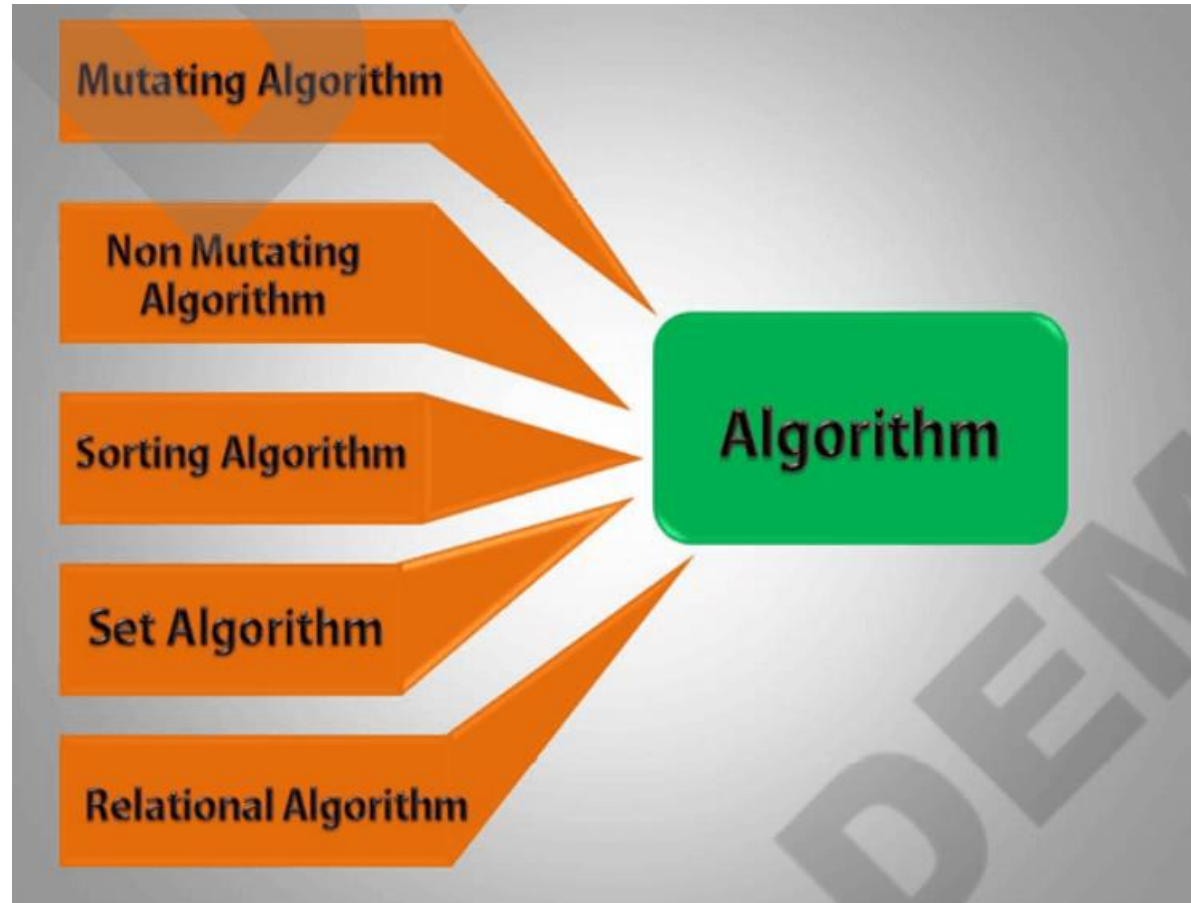 Mutating Algorithm
Non Mutating
Algorithm
Sorting Algorithm
Algorithm
Set Algorithm
Relational Algorithm
DEM